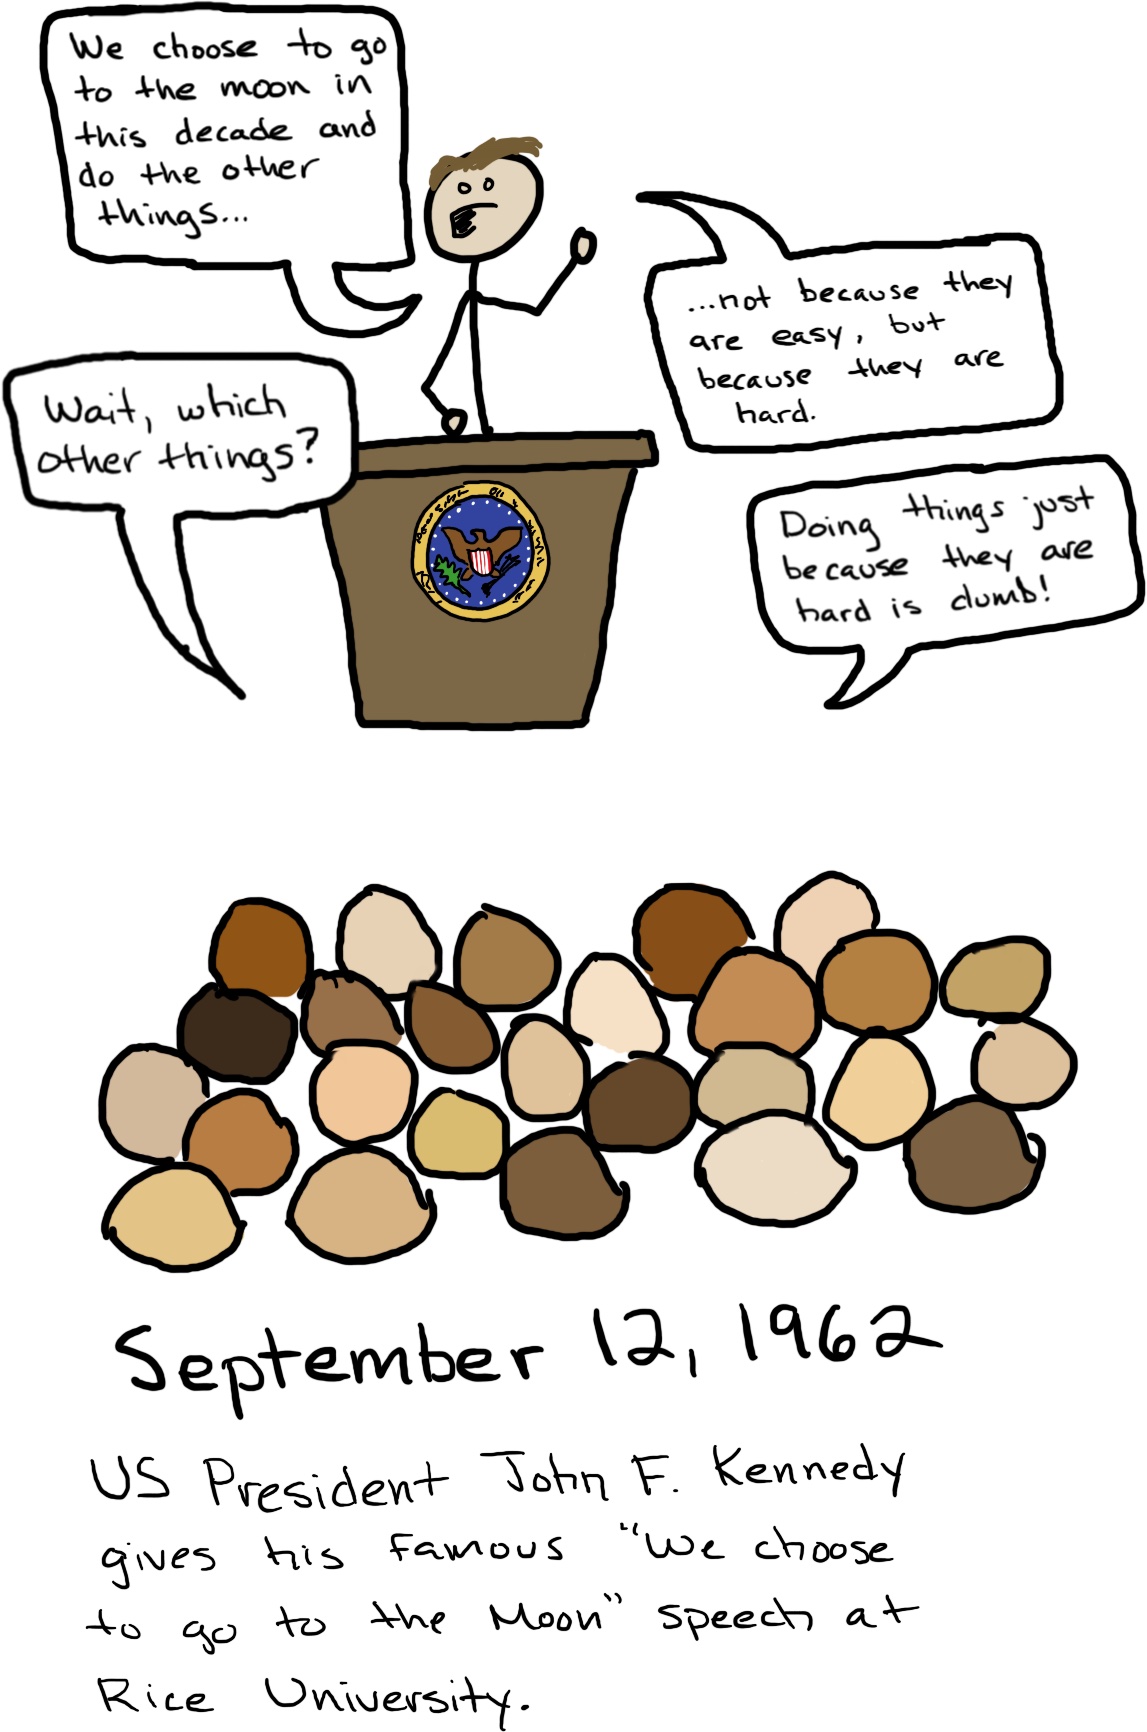 We choose to go
to the moon in
this decade and
do the other
things...
...not because they
are easy, but
because they are
hard.
Wait, which
other things?
Doing things just
because they are
hard is dumb!
September 12, 1962
US President John F. Kennedy
gives his famous "We choose
to go to the Moon" speech at
Rice University.